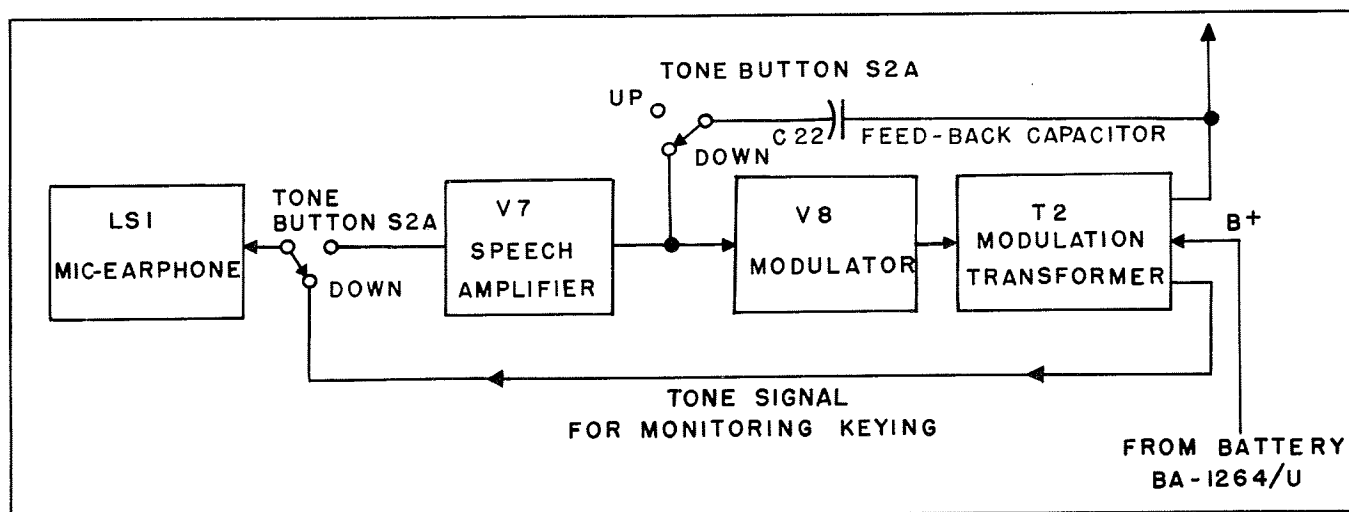 TONE BUTTON S2A
UP
C22 FEED-BACK CAPACITOR
DOWN
LS1
MIC-EARPHONE
TONE
BUTTON S2A
DOWN
V7
SPEECH
AMPLIFIER
V8
MODULATOR
T2
MODULATION
TRANSFORMER
B+
TONE SIGNAL
FOR MONITORING KEYING
FROM BATTERY
BA-1264/U